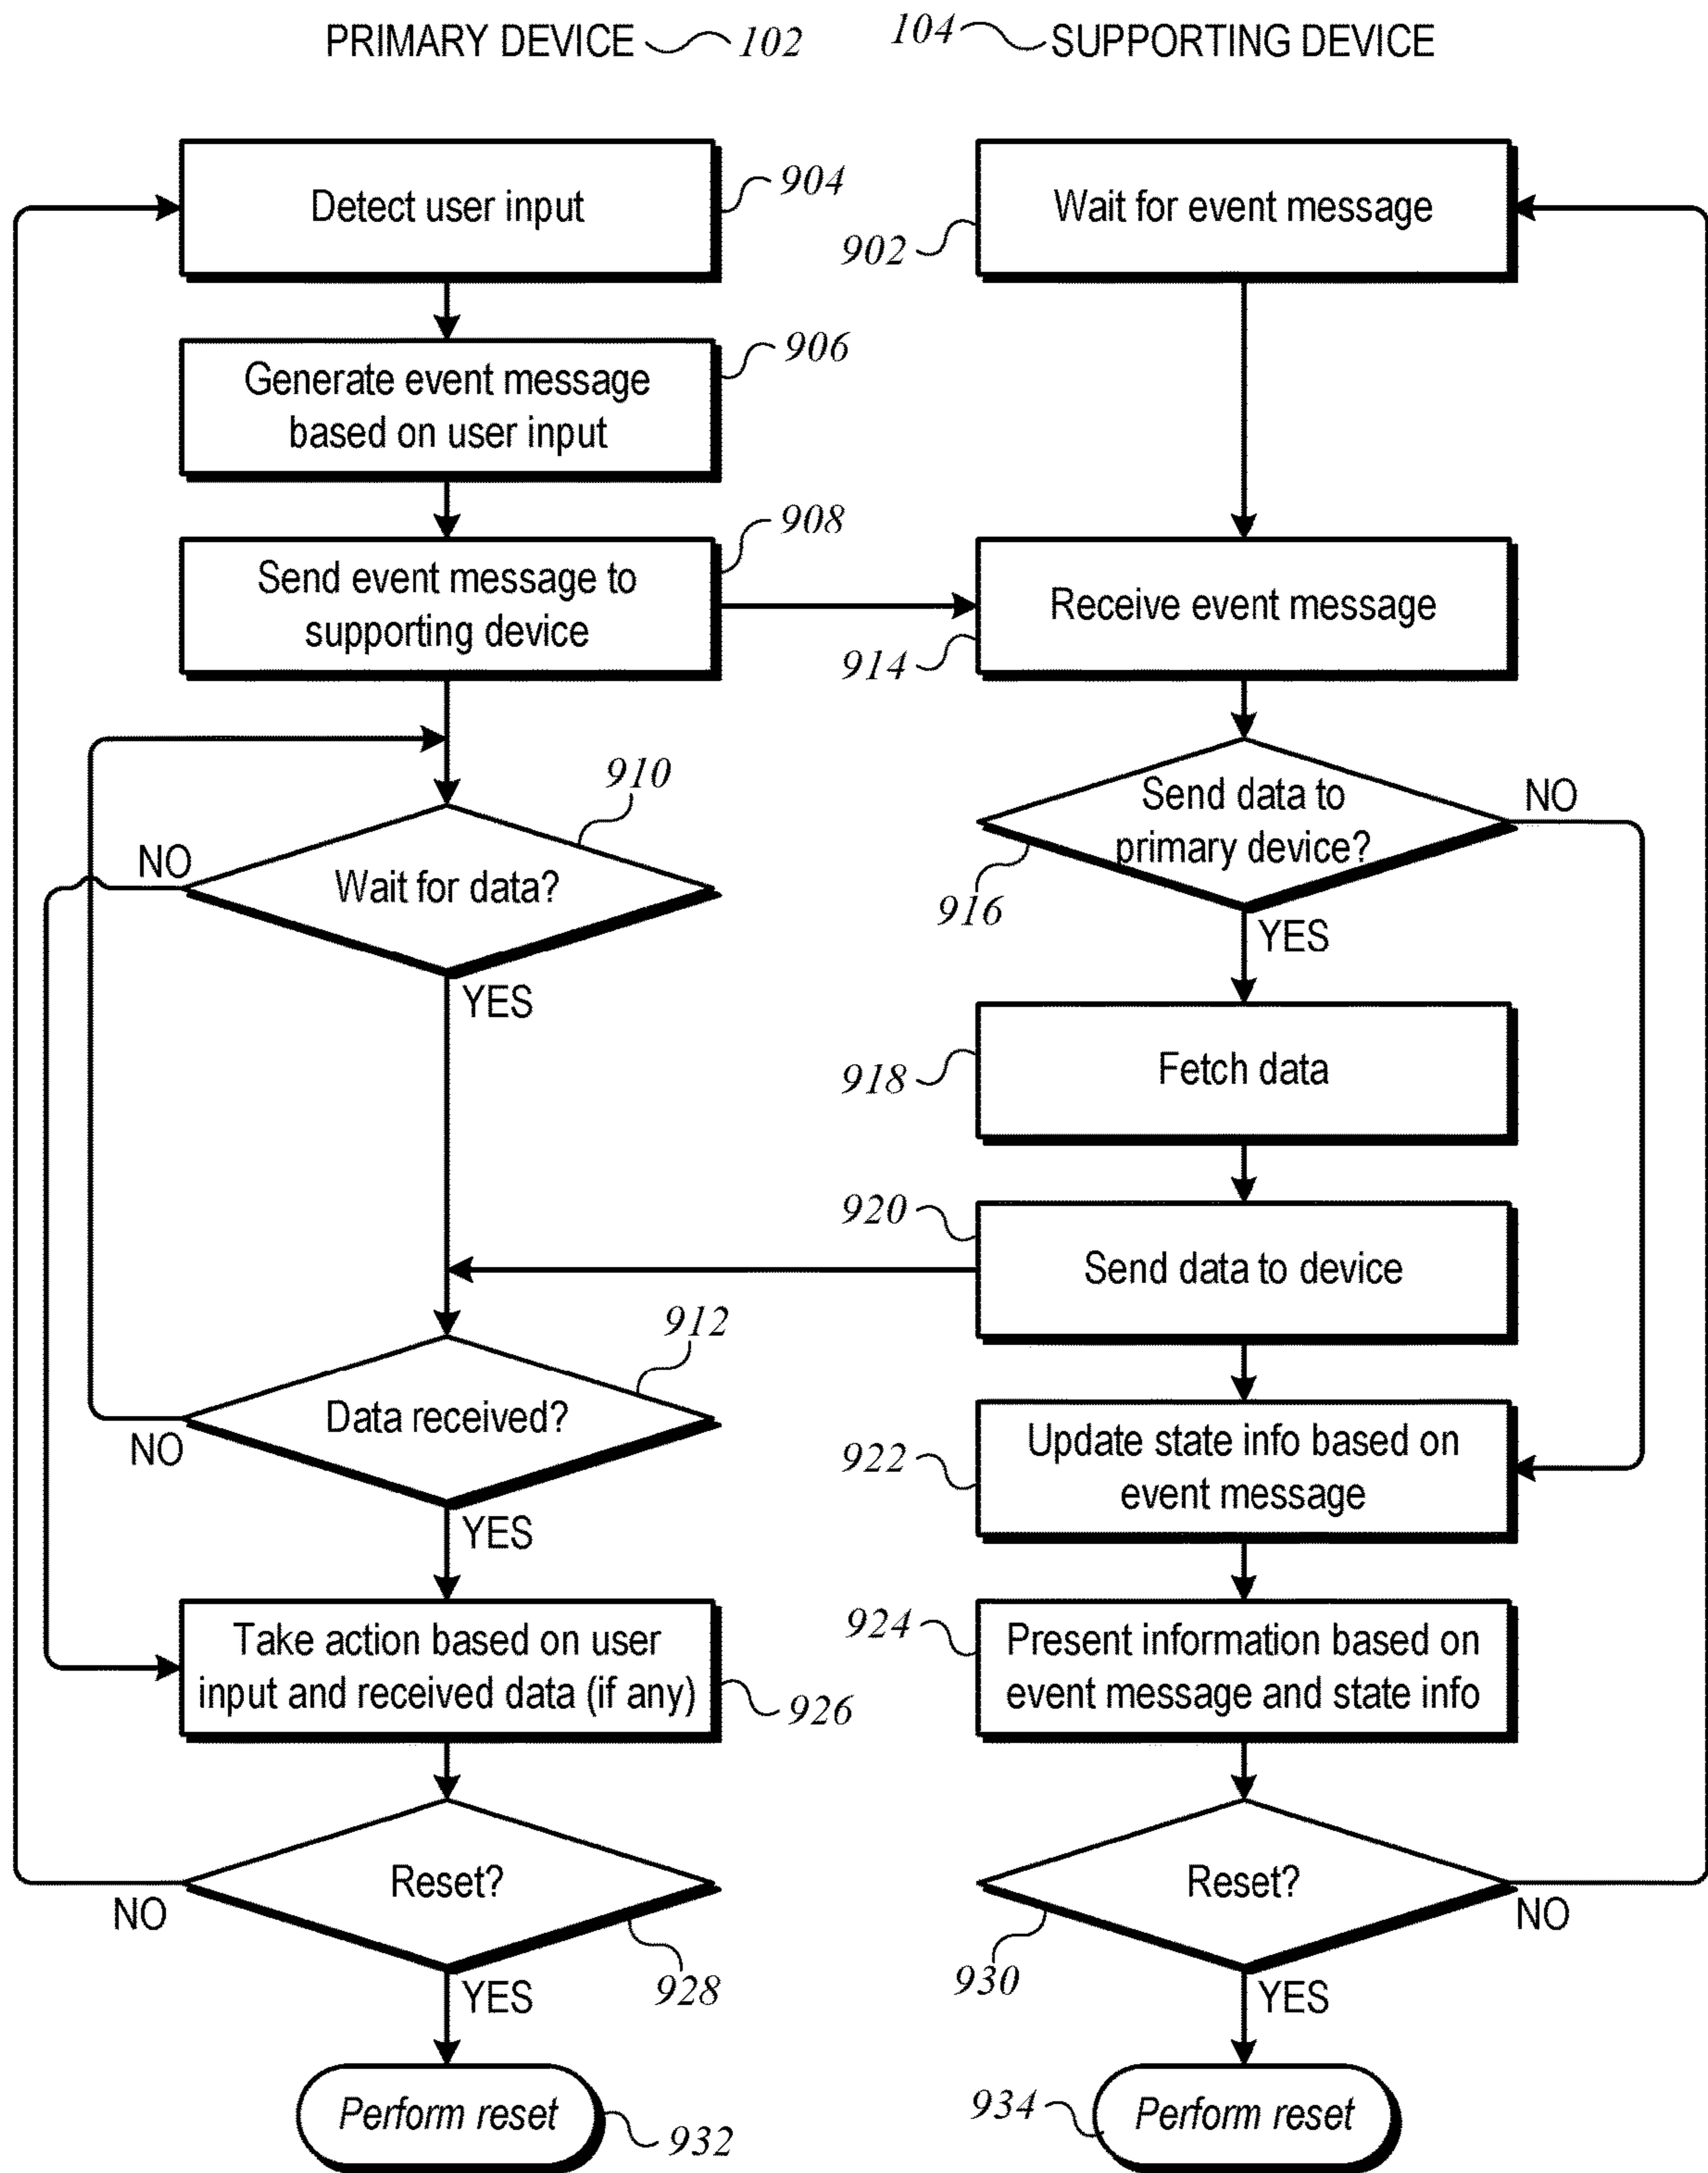 PRIMARY DEVICE 102 104 SUPPORTING DEVICE
Detect user input
904
Wait for event message
902
Generate event message
based on user input
906
Send event message to
supporting device
908
Receive event message
914
910
Wait for data?
NO
YES
Send data to
primary device?
NO
916
YES
918
Fetch data
920
Send data to device
912
Data received?
NO
YES
Update state info based on
event message
922
Take action based on user
input and received data (if any)
926
924
Present information based on
event message and state info
Reset?
NO
928
YES
Reset?
NO
930
YES
Perform reset
932
934
Perform reset